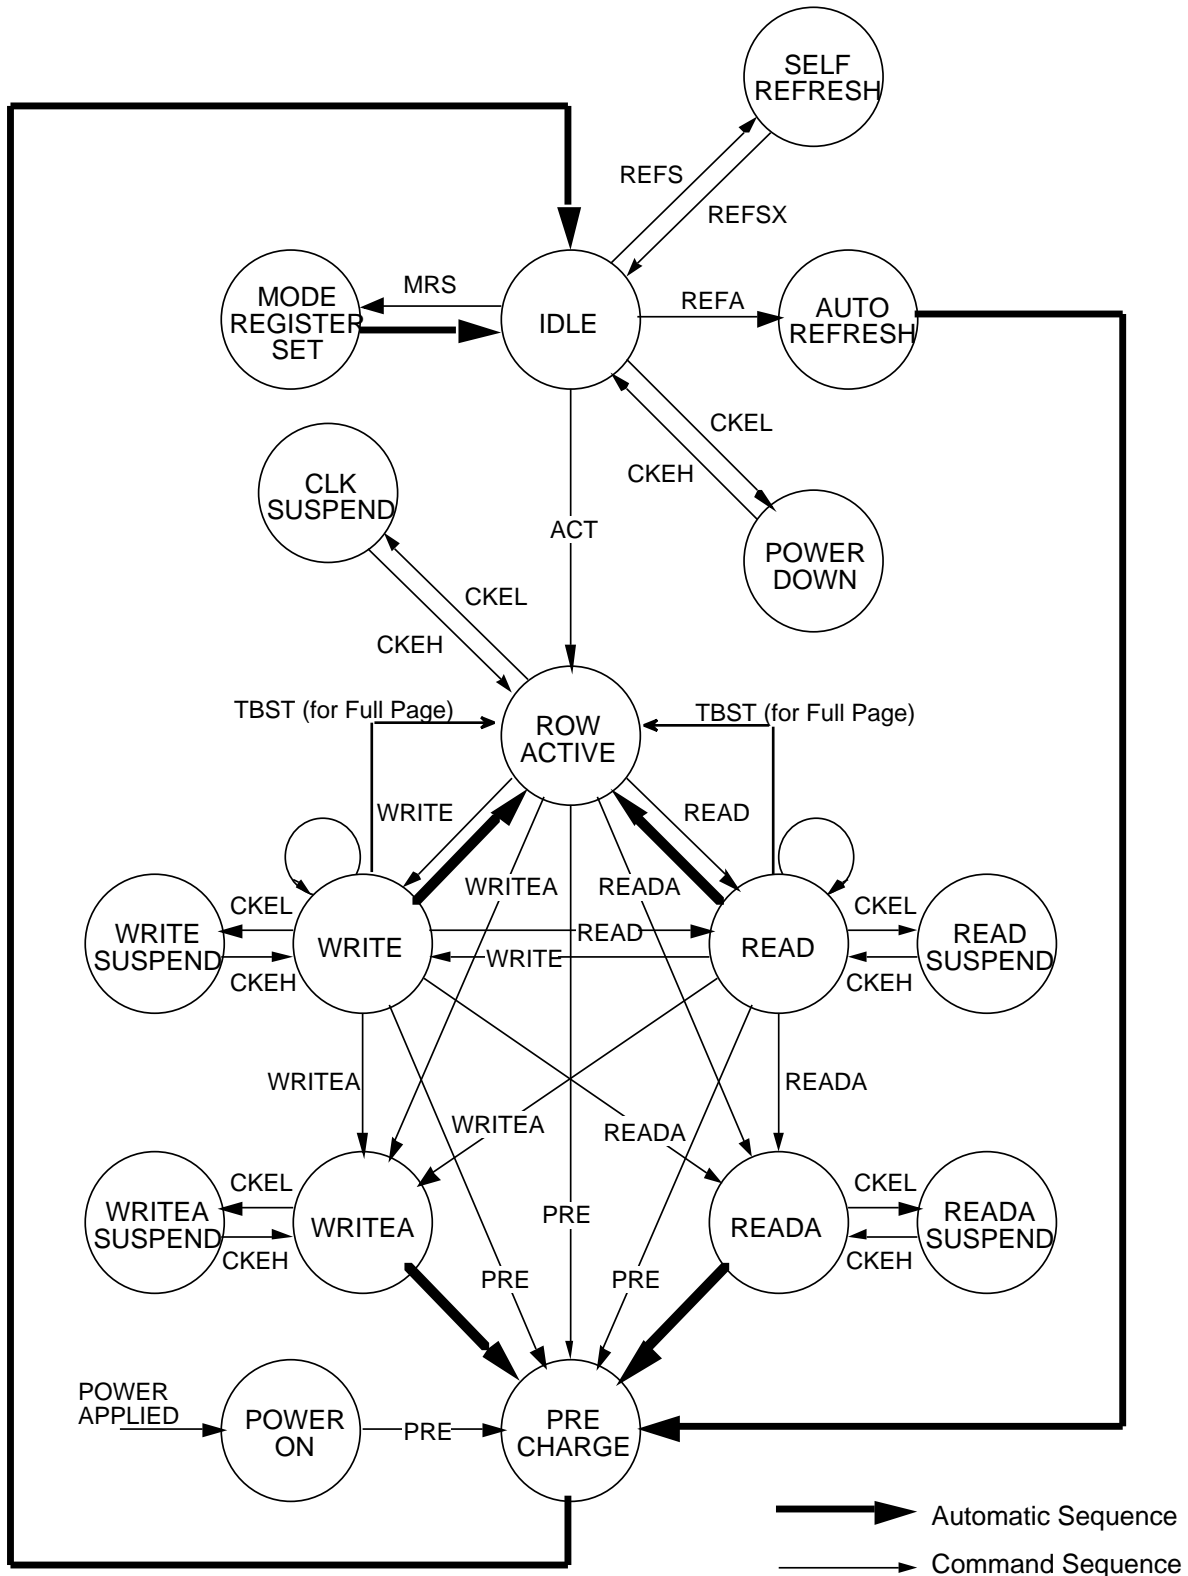 SELF
REFRESH
REFS
REFSX
MRS
MODE
REGISTER
SET
IDLE
REFA
AUTO
REFRESH
CKEL
CKEH
CLK
SUSPEND
ACT
POWER
DOWN
CKEL
CKEH
TBST (for Full Page)
TBST (for Full Page)
ROW
ACTIVE
WRITE
READ
WRITEA
READA
CKEL
CKEL
WRITE
SUSPEND
WRITE
READ
WRITE
READ
READ
SUSPEND
CKEH
CKEH
WRITEA
READA
WRITEA
READA
CKEL
CKEL
WRITEA
SUSPEND
WRITEA
PRE
READA
READA
SUSPEND
CKEH
CKEH
PRE
PRE
POWER
APPLIED
POWER
ON
PRE
PRE
CHARGE
Automatic Sequence
Command Sequence